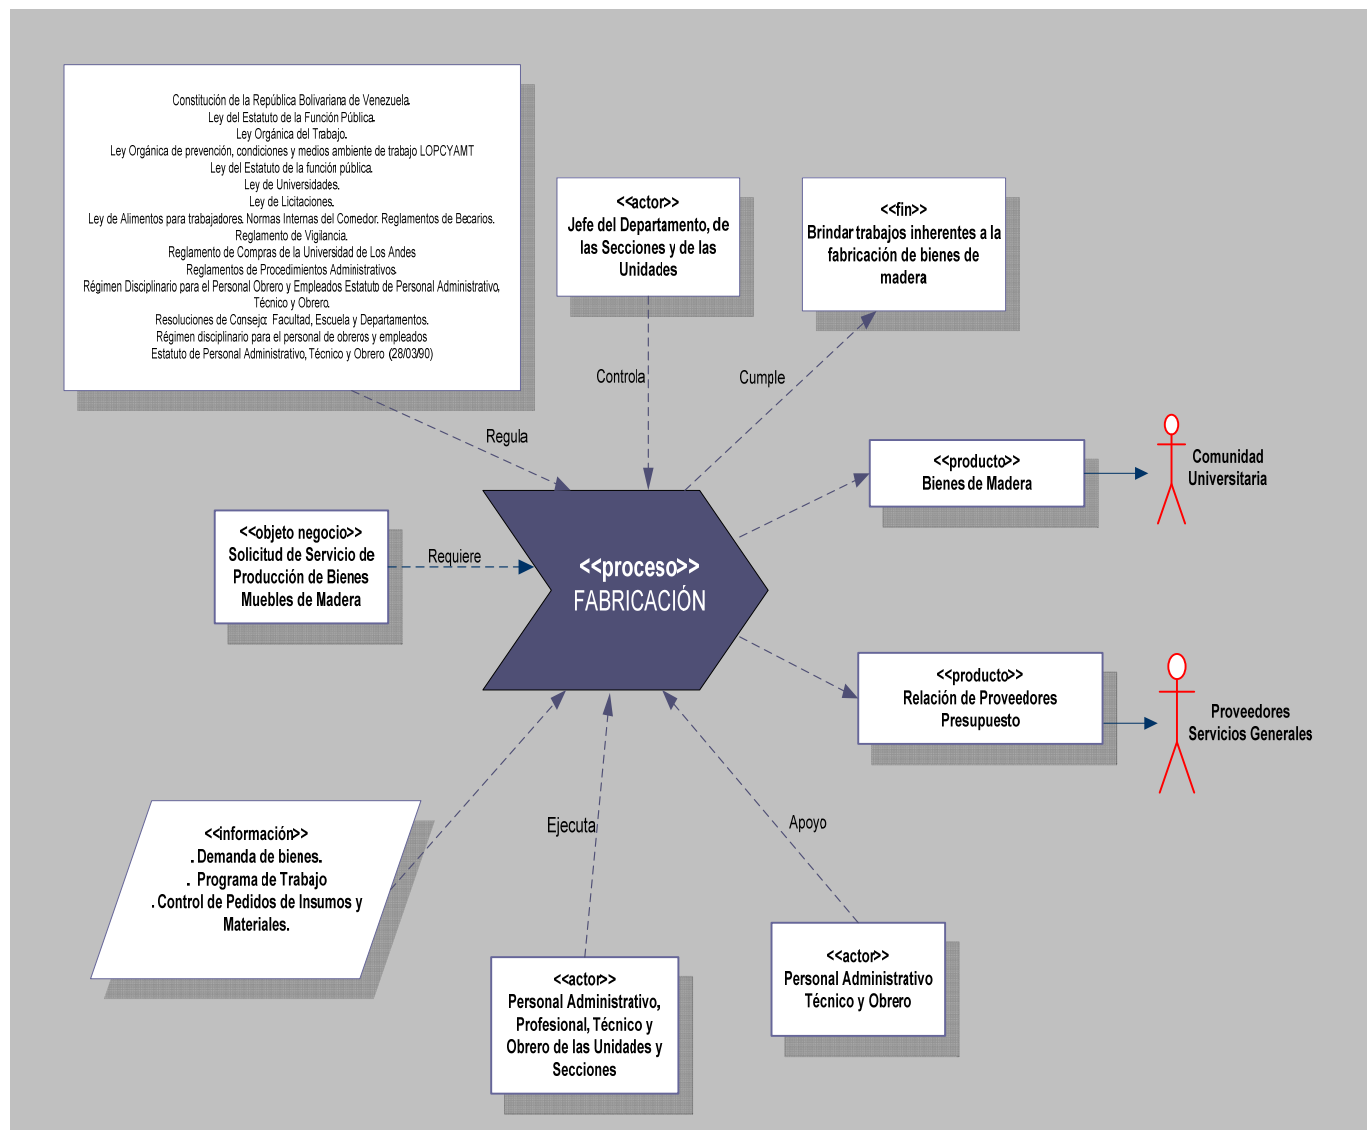 Constitución de la República Bolivariana de Venezuela.
Ley del Estatuto de la Función Pública.
Ley Orgánica del Trabajo.
Ley Orgánica de prevención, condiciones y medios ambiente de trabajo LOPCYAMT
Ley del Estatuto de la función pública.
Ley de Universidades.
Ley de Licitaciones.
Ley de Alimentos para trabajadores. Normas Internas del Comedor. Reglamentos de Becarios.
Reglamento de Vigilancia.
Reglamento de Compras de la Universidad de Los Andes
Reglamentos de Procedimientos Administrativos.
Régimen Disciplinario para el Personal Obrero y Empleados Estatuto de Personal Administrativo,
Técnico y Obrero.
Resoluciones de Consejo: Facultad, Escuela y Departamentos.
Régimen disciplinario para el personal de obreros y empleados
Estatuto de Personal Administrativo, Técnico y Obrero (28/03/90)
<<actor>>
Jefe del Departamento, de
las Secciones y de las
Unidades
<<fin>>
Brindar trabajos inherentes a la
fabricación de bienes de
madera
Controla
Cumple
Regula
<<producto>>
Bienes de Madera
Comunidad
Universitaria
<<objeto negocio>>
Solicitud de Servicio de
Producción de Bienes
Muebles de Madera
Requiere
<<proceso>>
FABRICACIÓN
<<producto>>
Relación de Proveedores
Presupuesto
Proveedores
Servicios Generales
<<información>>
. Demanda de bienes.
. Programa de Trabajo
. Control de Pedidos de Insumos y
Materiales.
Ejecuta
Apoyo
<<actor>>
Personal Administrativo,
Profesional, Técnico y
Obrero de las Unidades y
Secciones
<<actor>>
Personal Administrativo
Técnico y Obrero